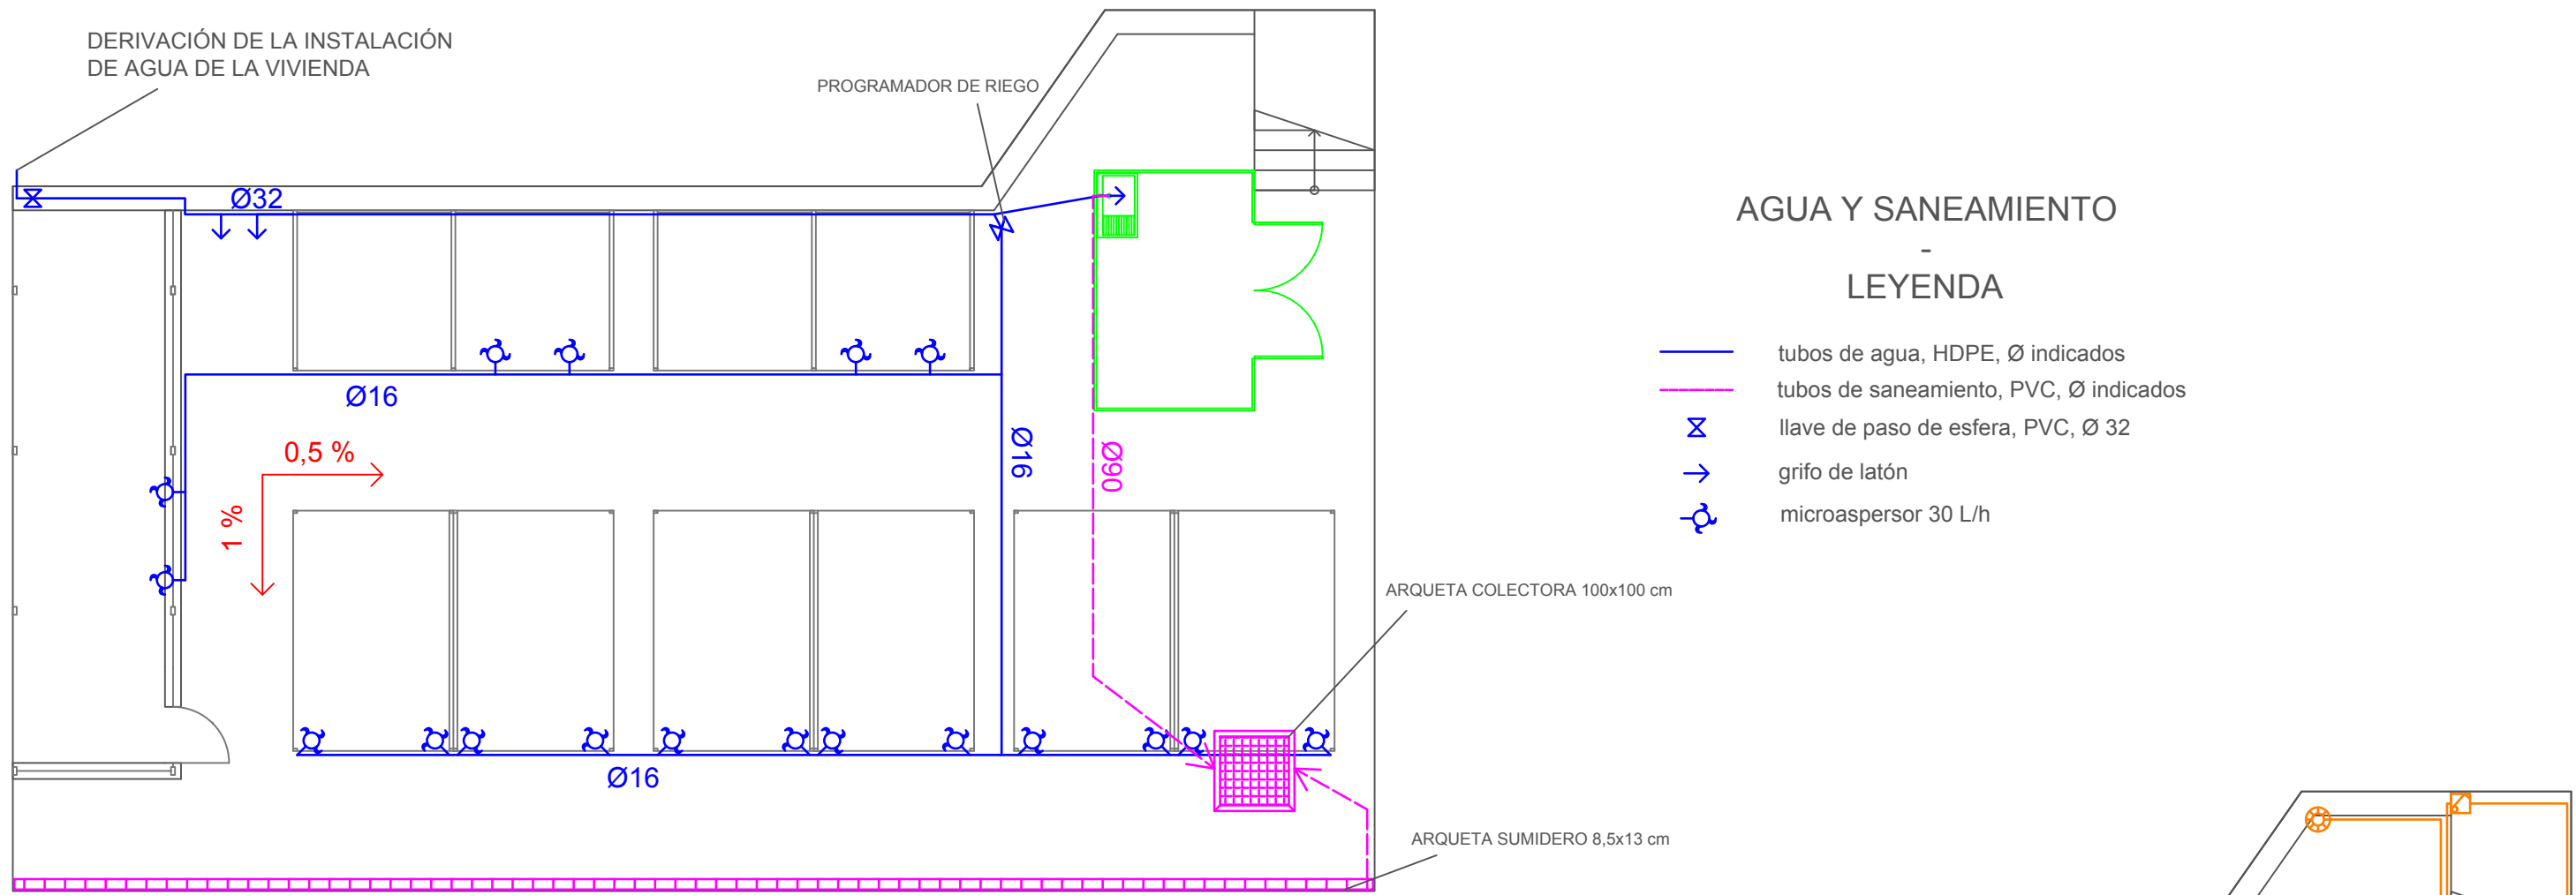 DERIVACIÓN DE LA INSTALACIÓN
DE AGUA DE LA VIVIENDA
PROGRAMADOR DE RIEGO
Ø32
Ø16
Ø16
Ø90
0,5 %
1 %
Ø16
ARQUETA COLECTORA 100x100 cm
ARQUETA SUMIDERO 8,5x13 cm
AGUA Y SANEAMIENTO
-
LEYENDA
tubos de agua, HDPE, Ø indicados
tubos de saneamiento, PVC, Ø indicados
llave de paso de esfera, PVC, Ø 32
grifo de latón
microaspersor 30 L/h